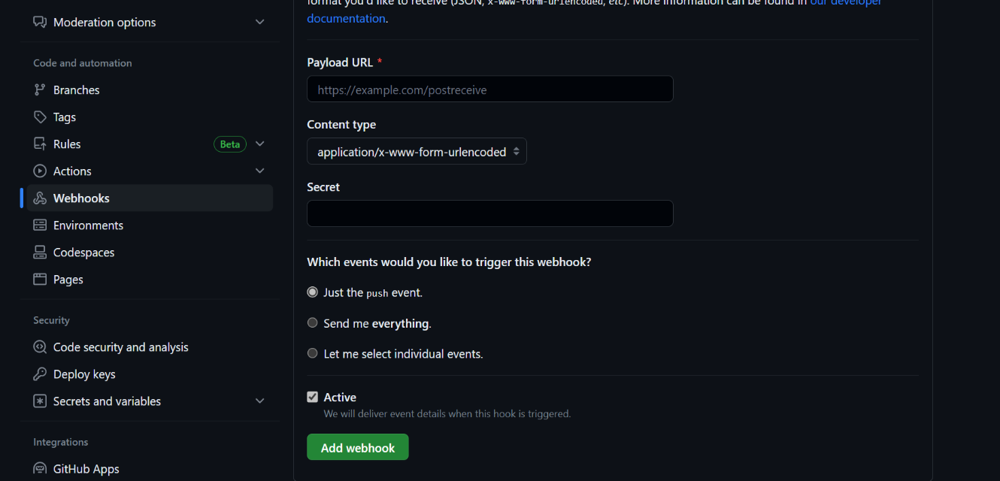 Moderation options
Code and automation
Branches
Tags
Rules Beta
Actions
Webhooks
Environments
Codespaces
Pages
Security
Code security and analysis
Deploy keys
Secrets and variables
Integrations
GitHub Apps
format you'd like to receive (JSON, x-www-form-urlencoded, etc). More information can be found in our developer
documentation.
Payload URL *
https://example.com/postreceive
Content type
application/x-www-form-urlencoded
Secret
Which events would you like to trigger this webhook?
Just the push event.
Send me everything.
Let me select individual events.
Active
We will deliver event details when this hook is triggered.
Add webhook